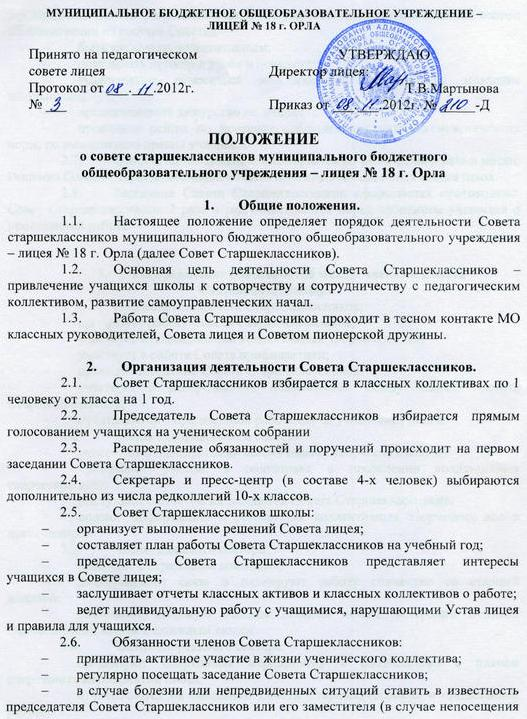 МУНИЦИПАЛЬНОЕ БЮДЖЕТНОЕ ОБЩЕОБРАЗОВАТЕЛЬНОЕ УЧРЕЖДЕНИЕ –
ЛИЦЕЙ № 18 г. ОРЛА
Принято на педагогическом
совете лицея
Протокол от 08 . 11 .2012г.
№ 3
УТВЕРЖДАЮ
Директор лицея:
Т.В.Мартынова
Приказ от 08 . 11 .2012г. № 810 -Д
ПОЛОЖЕНИЕ
о совете старшеклассников муниципального бюджетного
общеобразовательного учреждения – лицея № 18 г. Орла
1. Общие положения.
1.1. Настоящее положение определяет порядок деятельности Совета
старшеклассников муниципального бюджетного общеобразовательного учреждения
– лицея № 18 г. Орла (далее Совет Старшеклассников).
1.2. Основная цель деятельности Совета Старшеклассников –
привлечение учащихся школы к сотворчеству и сотрудничеству с педагогическим
коллективом, развитие самоуправленческих начал.
1.3. Работа Совета Старшеклассников проходит в тесном контакте МО
классных руководителей, Совета лицея и Советом пионерской дружины.
2. Организация деятельности Совета Старшеклассников.
2.1. Совет Старшеклассников избирается в классных коллективах по 1
человеку от класса на 1 год.
2.2. Председатель Совета Старшеклассников избирается прямым
голосованием учащихся на ученическом собрании
2.3. Распределение обязанностей и поручений происходит на первом
заседании Совета Старшеклассников.
2.4. Секретарь и пресс-центр (в составе 4-х человек) выбираются
дополнительно из числа редколлегий 10-х классов.
2.5. Совет Старшеклассников школы:
– организует выполнение решений Совета лицея;
– составляет план работы Совета Старшеклассников на учебный год;
– председатель Совета Старшеклассников представляет интересы
учащихся в Совете лицея;
– заслушивает отчеты классных активов и классных коллективов о работе;
– ведет индивидуальную работу с учащимися, нарушающими Устав лицея
и правила для учащихся.
2.6. Обязанности членов Совета Старшеклассников:
– принимать активное участие в жизни ученического коллектива;
– регулярно посещать заседание Совета Старшеклассников;
– в случае болезни или непредвиденных ситуаций ставить в известность
председателя Совета Старшеклассников или его заместителя (в случае непосещения